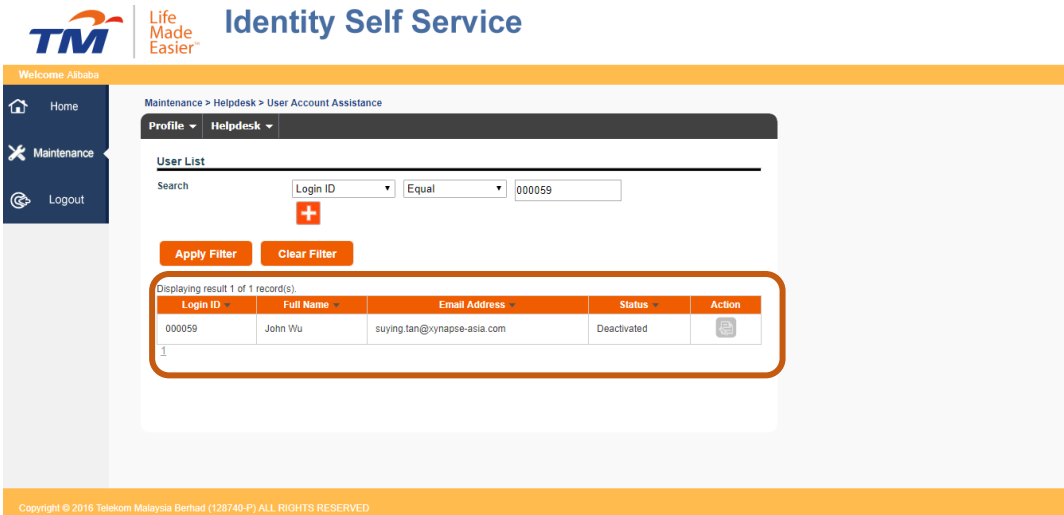 TM
Life
Made
Easier™
Identity Self Service
Welcome Alibaba
Home
Maintenance
Logout
Maintenance > Helpdesk > User Account Assistance
Profile Helpdesk
User List
Search Login ID Equal 000059
Apply Filter Clear Filter
Displaying result 1 of 1 record(s).
Login ID Full Name Email Address Status Action
000059 John Wu suying.tan@xynapse-asia.com Deactivated
1
Copyright © 2016 Telekom Malaysia Berhad (128740-P) ALL RIGHTS RESERVED